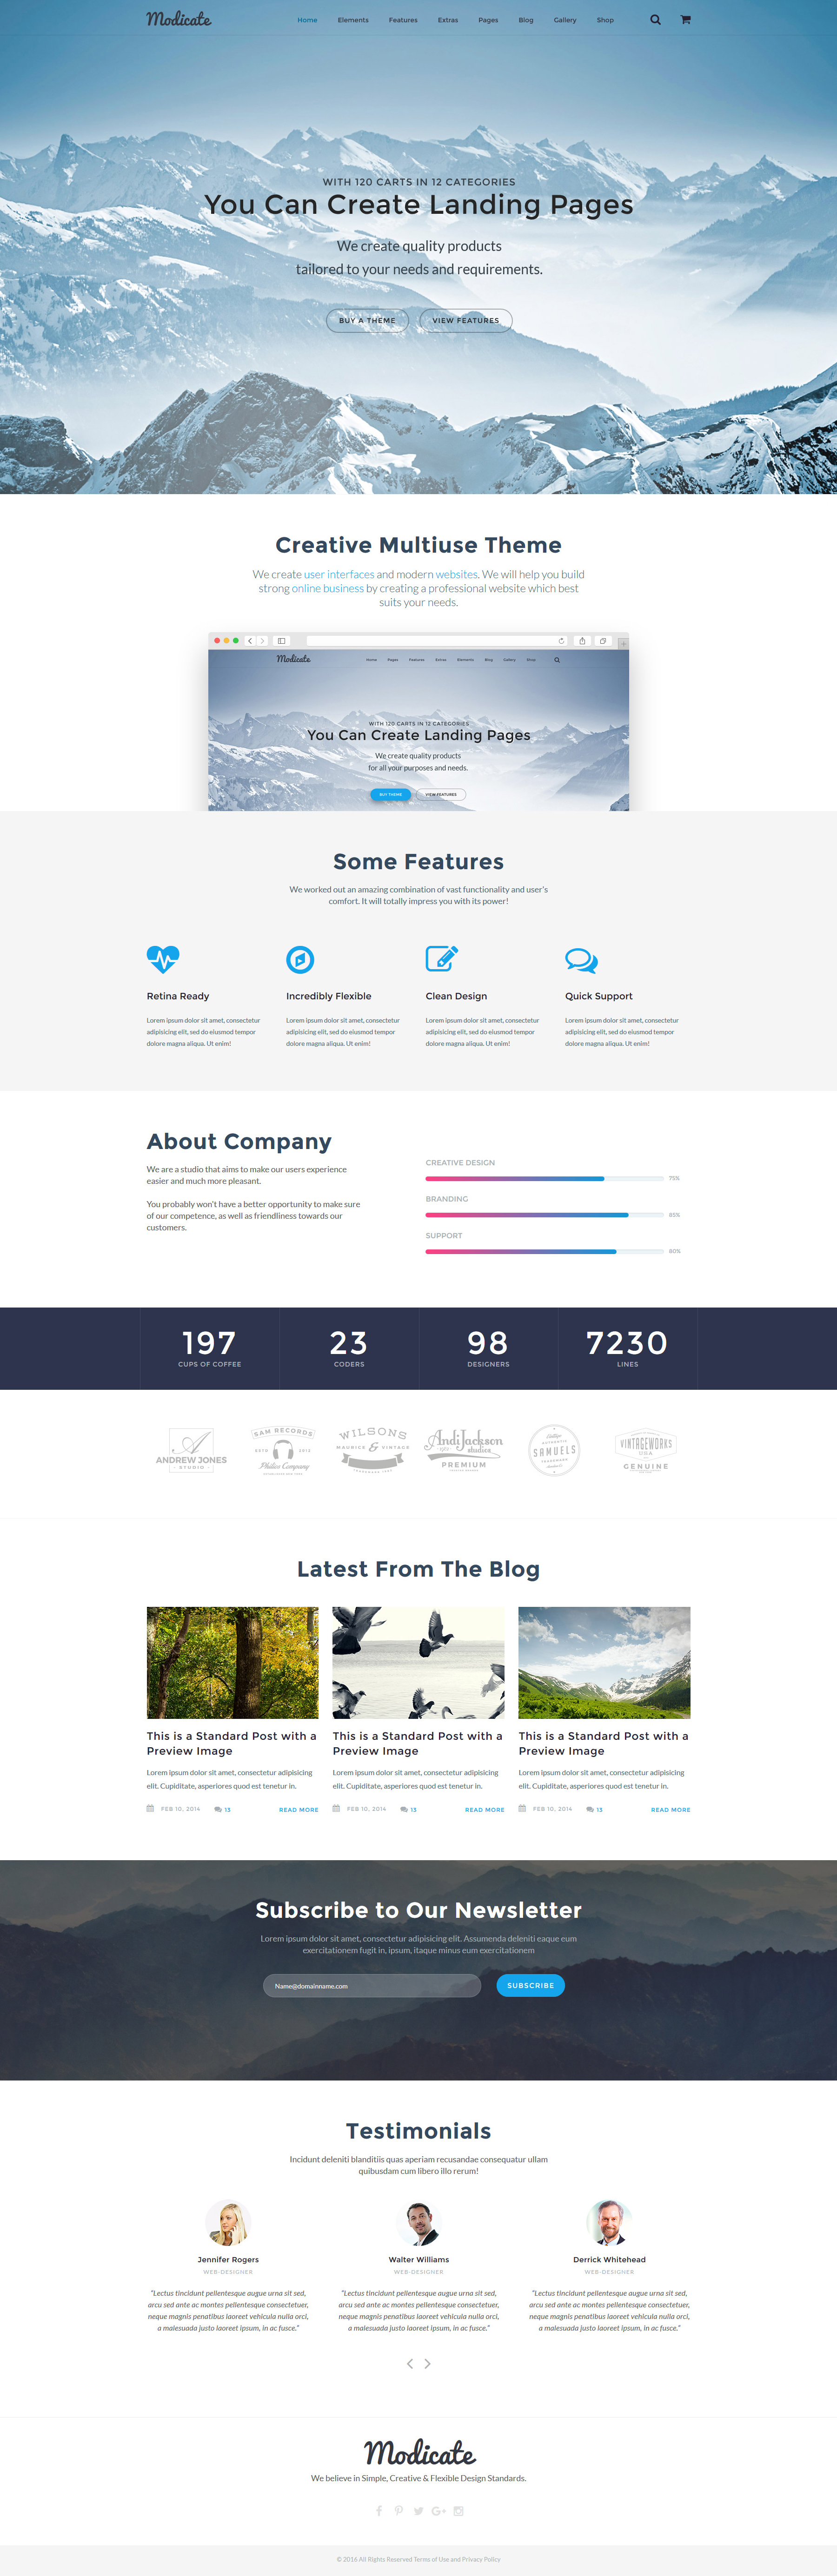 Modicate
Home Elements Features Extras Pages Blog Gallery Shop
WITH 120 CARTS IN 12 CATEGORIES
You Can Create Landing Pages
We create quality products
tailored to your needs and requirements.
BUY A THEME VIEW FEATURES
Creative Multiuse Theme
We create user interfaces and modern websites. We will help you build
strong online business by creating a professional website which best
suits your needs.
Modicate
Home Pages Features Extras Elements Blog Gallery Shop
WITH 120 CARTS IN 12 CATEGORIES
You Can Create Landing Pages
We create quality products
for all your purposes and needs.
BUY THEME VIEW FEATURES
Some Features
We worked out an amazing combination of vast functionality and user's
comfort. It will totally impress you with its power!
Retina Ready
Lorem ipsum dolor sit amet, consectetur
adipisicing elit, sed do eiusmod tempor
dolore magna aliqua. Ut enim!
Incredibly Flexible
Lorem ipsum dolor sit amet, consectetur
adipisicing elit, sed do eiusmod tempor
dolore magna aliqua. Ut enim!
Clean Design
Lorem ipsum dolor sit amet, consectetur
adipisicing elit, sed do eiusmod tempor
dolore magna aliqua. Ut enim!
Quick Support
Lorem ipsum dolor sit amet, consectetur
adipisicing elit, sed do eiusmod tempor
dolore magna aliqua. Ut enim!
About Company
We are a studio that aims to make our users experience
easier and much more pleasant.
You probably won't have a better opportunity to make sure
of our competence, as well as friendliness towards our
customers.
CREATIVE DESIGN
75%
BRANDING
85%
SUPPORT
80%
197
CUPS OF COFFEE
23
CODERS
98
DESIGNERS
7230
LINES
A
ANDREW JONES
STUDIO
SAM RECORDS
ESTD 2012
Philies Company
WILSONS
MAURICE & VINTAGE
TRADEMARK
AndiJackson
studios
PREMIUM
AUTHENTIC
SAMUELS
TRADEMARK
VINTAGEWORKS
USA
GENUINE
Latest From The Blog
This is a Standard Post with a
Preview Image
Lorem ipsum dolor sit amet, consectetur adipisicing
elit. Cupiditate, asperiores quod est tenetur in.
FEB 10, 2014 13 READ MORE
This is a Standard Post with a
Preview Image
Lorem ipsum dolor sit amet, consectetur adipisicing
elit. Cupiditate, asperiores quod est tenetur in.
FEB 10, 2014 13 READ MORE
This is a Standard Post with a
Preview Image
Lorem ipsum dolor sit amet, consectetur adipisicing
elit. Cupiditate, asperiores quod est tenetur in.
FEB 10, 2014 13 READ MORE
Subscribe to Our Newsletter
Lorem ipsum dolor sit amet, consectetur adipisicing elit. Assumenda deleniti eaque eum
exercitationem fugit in, ipsum, itaque minus eum exercitationem
Name@domainname.com SUBSCRIBE
Testimonials
Incidunt deleniti blanditiis quas aperiam recusandae consequatur ullam
quibusdam cum libero illo rerum!
Jennifer Rogers
WEB-DESIGNER
"Lectus tincidunt pellentesque augue urna sit sed,
arcu sed ante ac montes pellentesque consectetuer,
neque magnis penatibus laoreet vehicula nulla orci,
a malesuada justo laoreet ipsum, in ac fusce."
Walter Williams
WEB-DESIGNER
"Lectus tincidunt pellentesque augue urna sit sed,
arcu sed ante ac montes pellentesque consectetuer,
neque magnis penatibus laoreet vehicula nulla orci,
a malesuada justo laoreet ipsum, in ac fusce."
Derrick Whitehead
WEB-DESIGNER
"Lectus tincidunt pellentesque augue urna sit sed,
arcu sed ante ac montes pellentesque consectetuer,
neque magnis penatibus laoreet vehicula nulla orci,
a malesuada justo laoreet ipsum, in ac fusce."
Modicate
We believe in Simple, Creative & Flexible Design Standards.
© 2016 All Rights Reserved Terms of Use and Privacy Policy